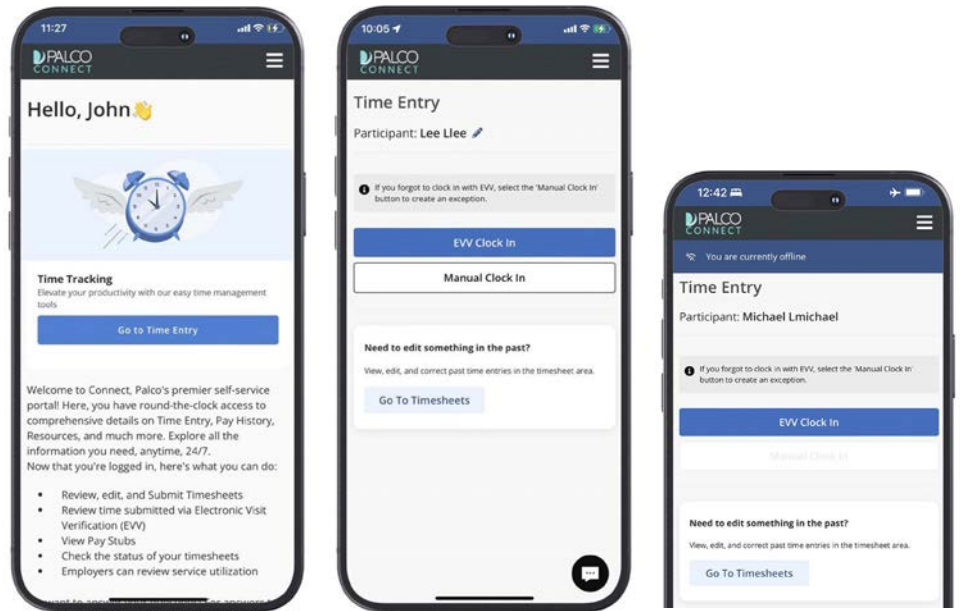 11:27
PALCO
CONNECT
Hello, John👋
Time Tracking
Elevate your productivity with our easy time management
tools
Go to Time Entry
Welcome to Connect, Palco's premier self-service
portal! Here, you have round-the-clock access to
comprehensive details on Time Entry, Pay History,
Resources, and much more. Explore all the
information you need, anytime, 24/7.
Now that you're logged in, here's what you can do:
• Review, edit, and Submit Timesheets
• Review time submitted via Electronic Visit
Verification (EVV)
• View Pay Stubs
• Check the status of your timesheets
• Employers can review service utilization
10:05
PALCO
CONNECT
Time Entry
Participant: Lee Llee
If you forgot to clock in with EVV, select the 'Manual Clock In'
button to create an exception.
EVV Clock In
Manual Clock In
Need to edit something in the past?
View, edit, and correct past time entries in the timesheet area.
Go To Timesheets
12:42
PALCO
CONNECT
You are currently offline
Time Entry
Participant: Michael Lmichael
If you forgot to clock in with EVV, select the 'Manual Clock In'
button to create an exception.
EVV Clock In
Manual Clock In
Need to edit something in the past?
View, edit, and correct past time entries in the timesheet area.
Go To Timesheets